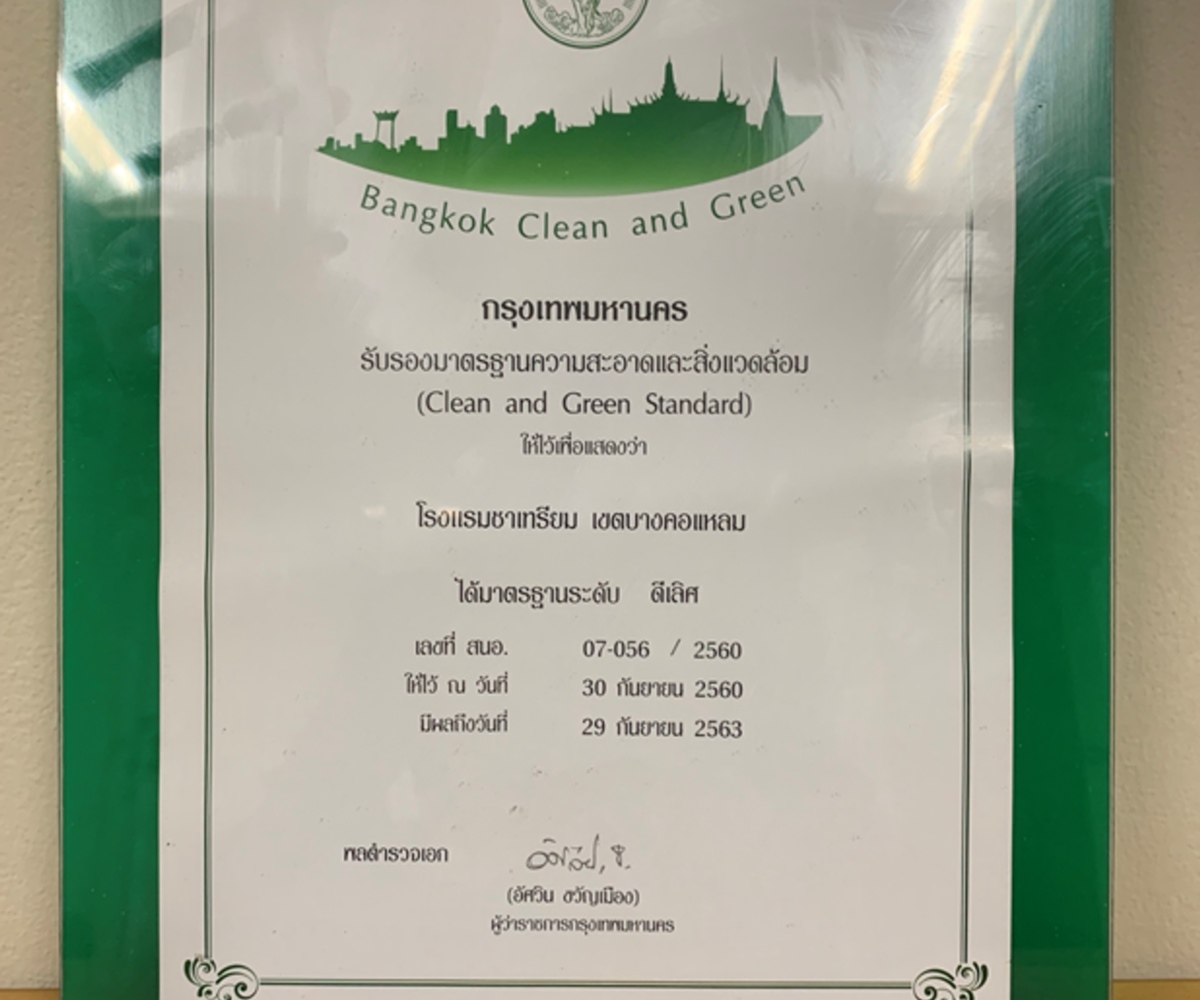 Bangkok Clean and Green
กรุงเทพมหานคร
รับรองมาตรฐานความสะอาดและสิ่งแวดล้อม
(Clean and Green Standard)
ให้ไว้เพื่อแสดงว่า
โรงแรมชาเทรียม เขตบางคอแหลม
ได้มาตรฐานระดับ ดีเลิศ
เลขที่ สนอ. 07-056 / 2560
ให้ไว้ ณ วันที่ 30 กันยายน 2560
มีผลถึงวันที่ 29 กันยายน 2563
พลตำรวจเอก
(อัศวิน ขวัญเมือง)
ผู้ว่าราชการกรุงเทพมหานคร